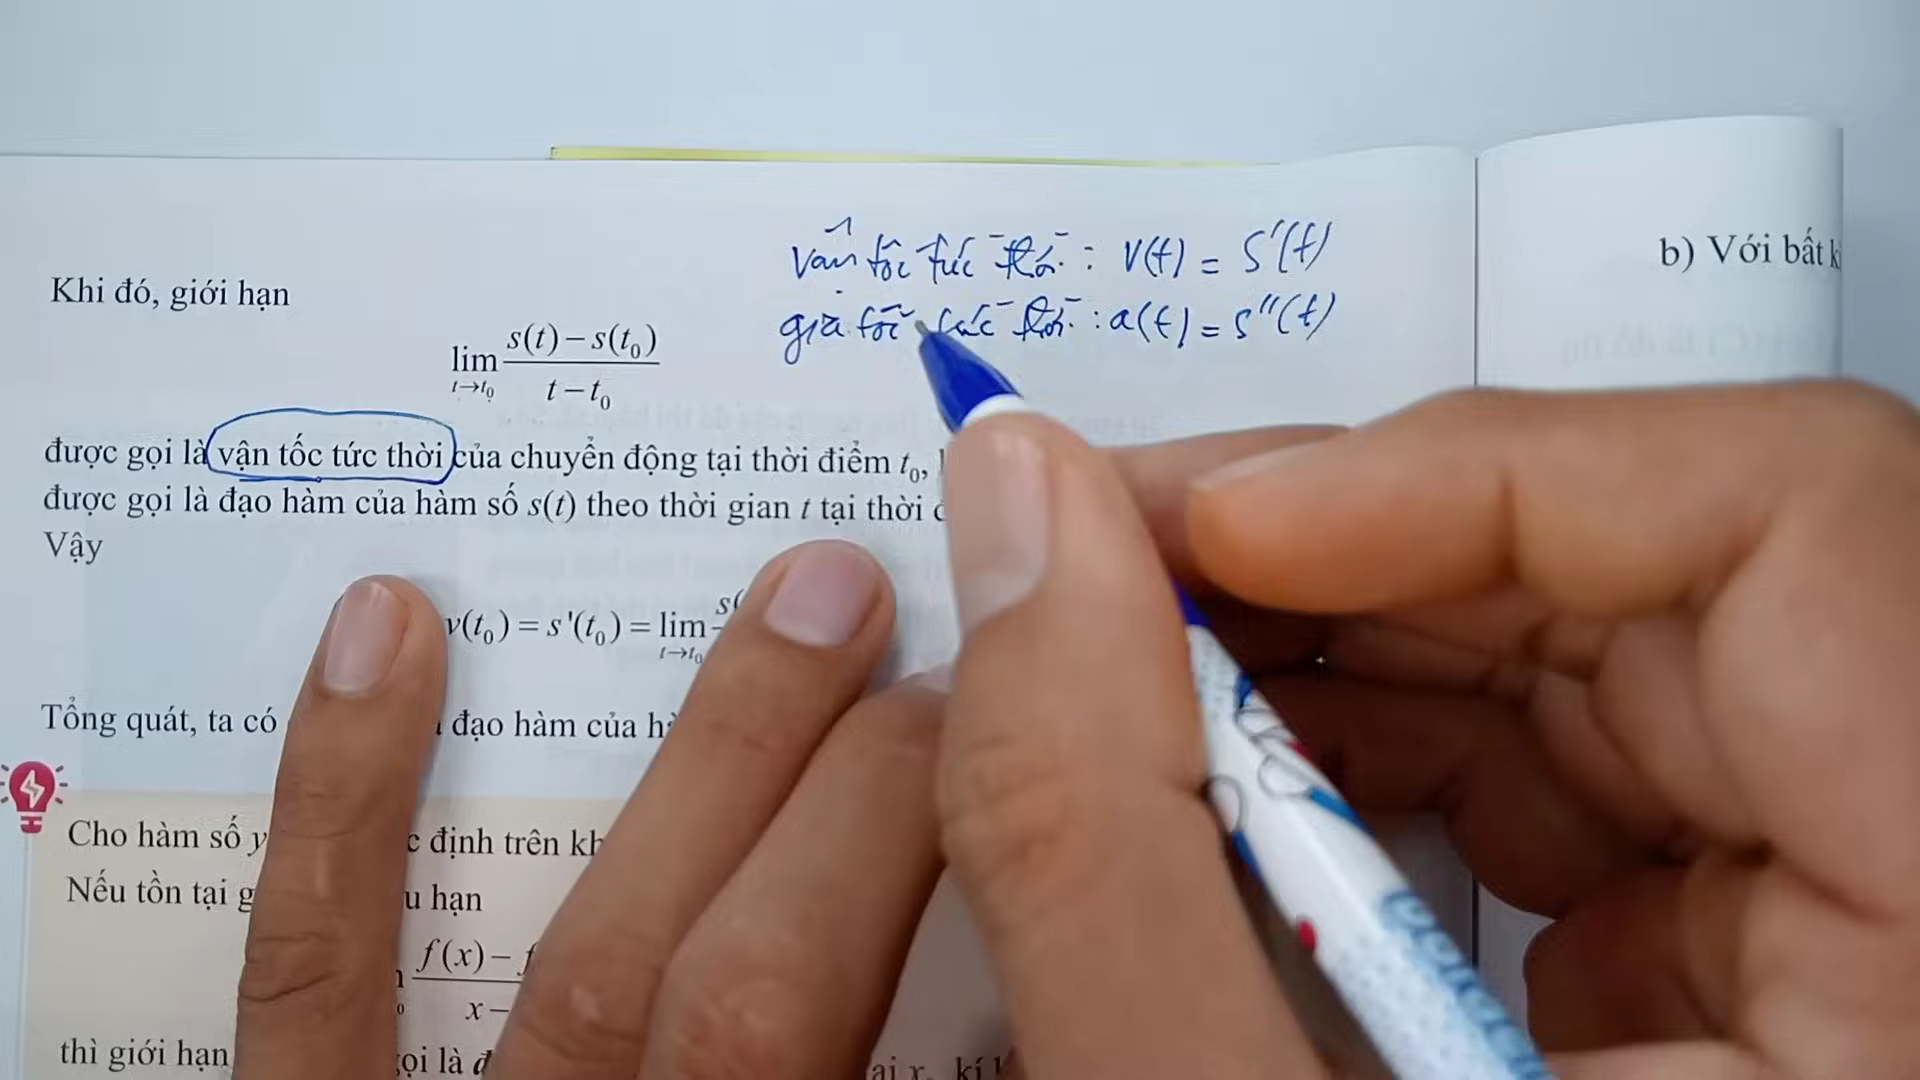 vận tốc tức thời : v(t) = s'(t)
gia tốc tức thời : a(t) = s''(t)
Khi đó, giới hạn
lim t→t₀ s(t) – s(t₀) / t – t₀
được gọi là vận tốc tức thời của chuyển động tại thời điểm t₀,
được gọi là đạo hàm của hàm số s(t) theo thời gian t tại thời
Vậy
v(t₀) = s'(t₀) = lim t→t₀ s(
Tổng quát, ta có đạo hàm của
Cho hàm số y định trên
Nếu tồn tại hạn
f(x) –
x –
thì giới hạn gọi là
kí
b) Với bất